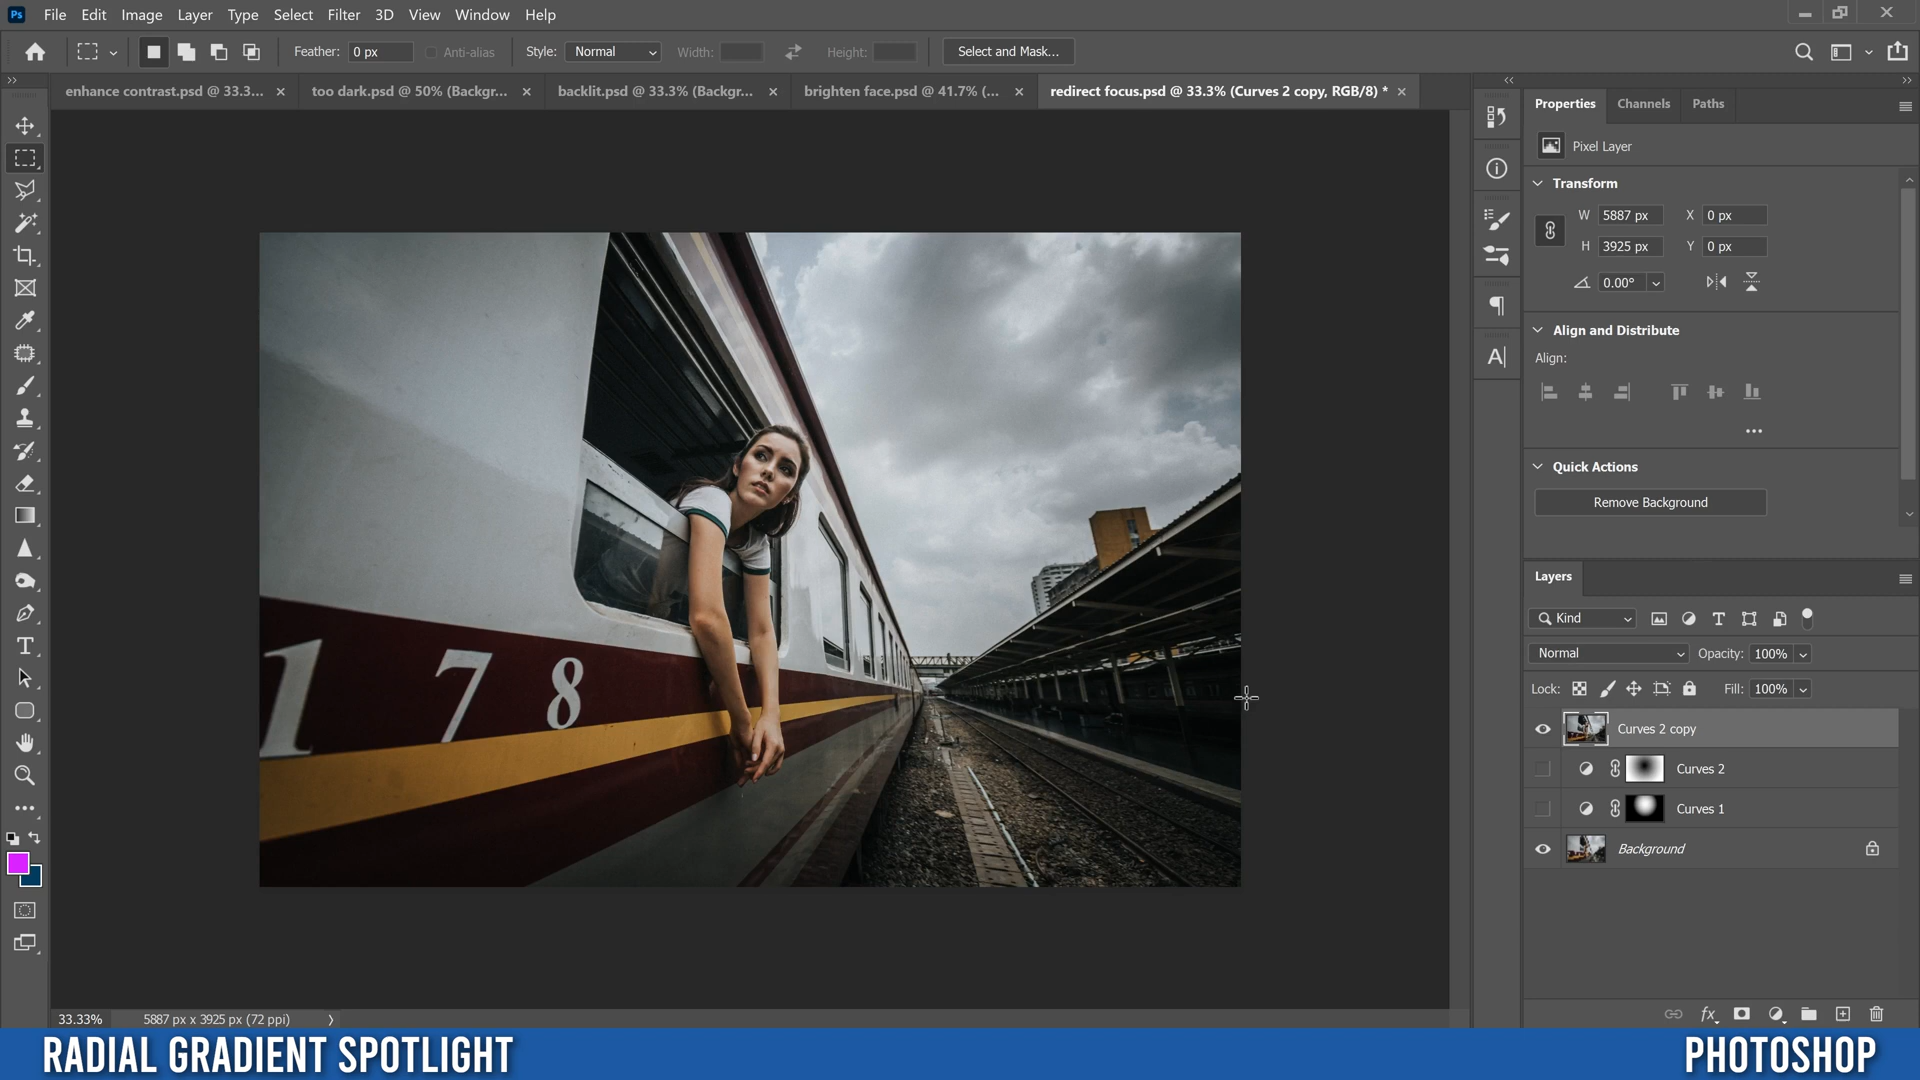 Ps File Edit Image Layer Type Select Filter 3D View Window Help
Feather: 0 px Anti-alias Style: Normal Width: Height: Select and Mask...
enhance contrast.psd @ 33.3... too dark.psd @ 50% (Backgr... backlit.psd @ 33.3% (Backgr... brighten face.psd @ 41.7% (... redirect focus.psd @ 33.3% (Curves 2 copy, RGB/8) *
Properties Channels Paths
Pixel Layer
Transform
W 5887 px X 0 px
H 3925 px Y 0 px
0.00°
Align and Distribute
Align:
Quick Actions
Remove Background
Layers
Kind
Normal Opacity: 100%
Lock: Fill: 100%
Curves 2 copy
Curves 2
Curves 1
Background
1 7 8
33.33% 5887 px x 3925 px (72 ppi)
RADIAL GRADIENT SPOTLIGHT
PHOTOSHOP